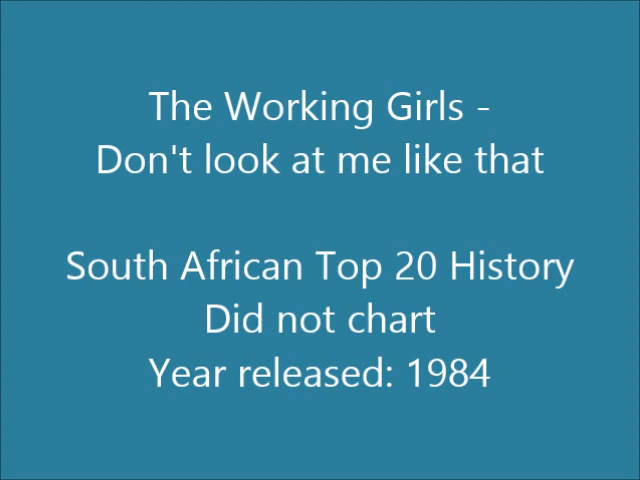 The Working Girls -
Don't look at me like that
South African Top 20 History
Did not chart
Year released: 1984